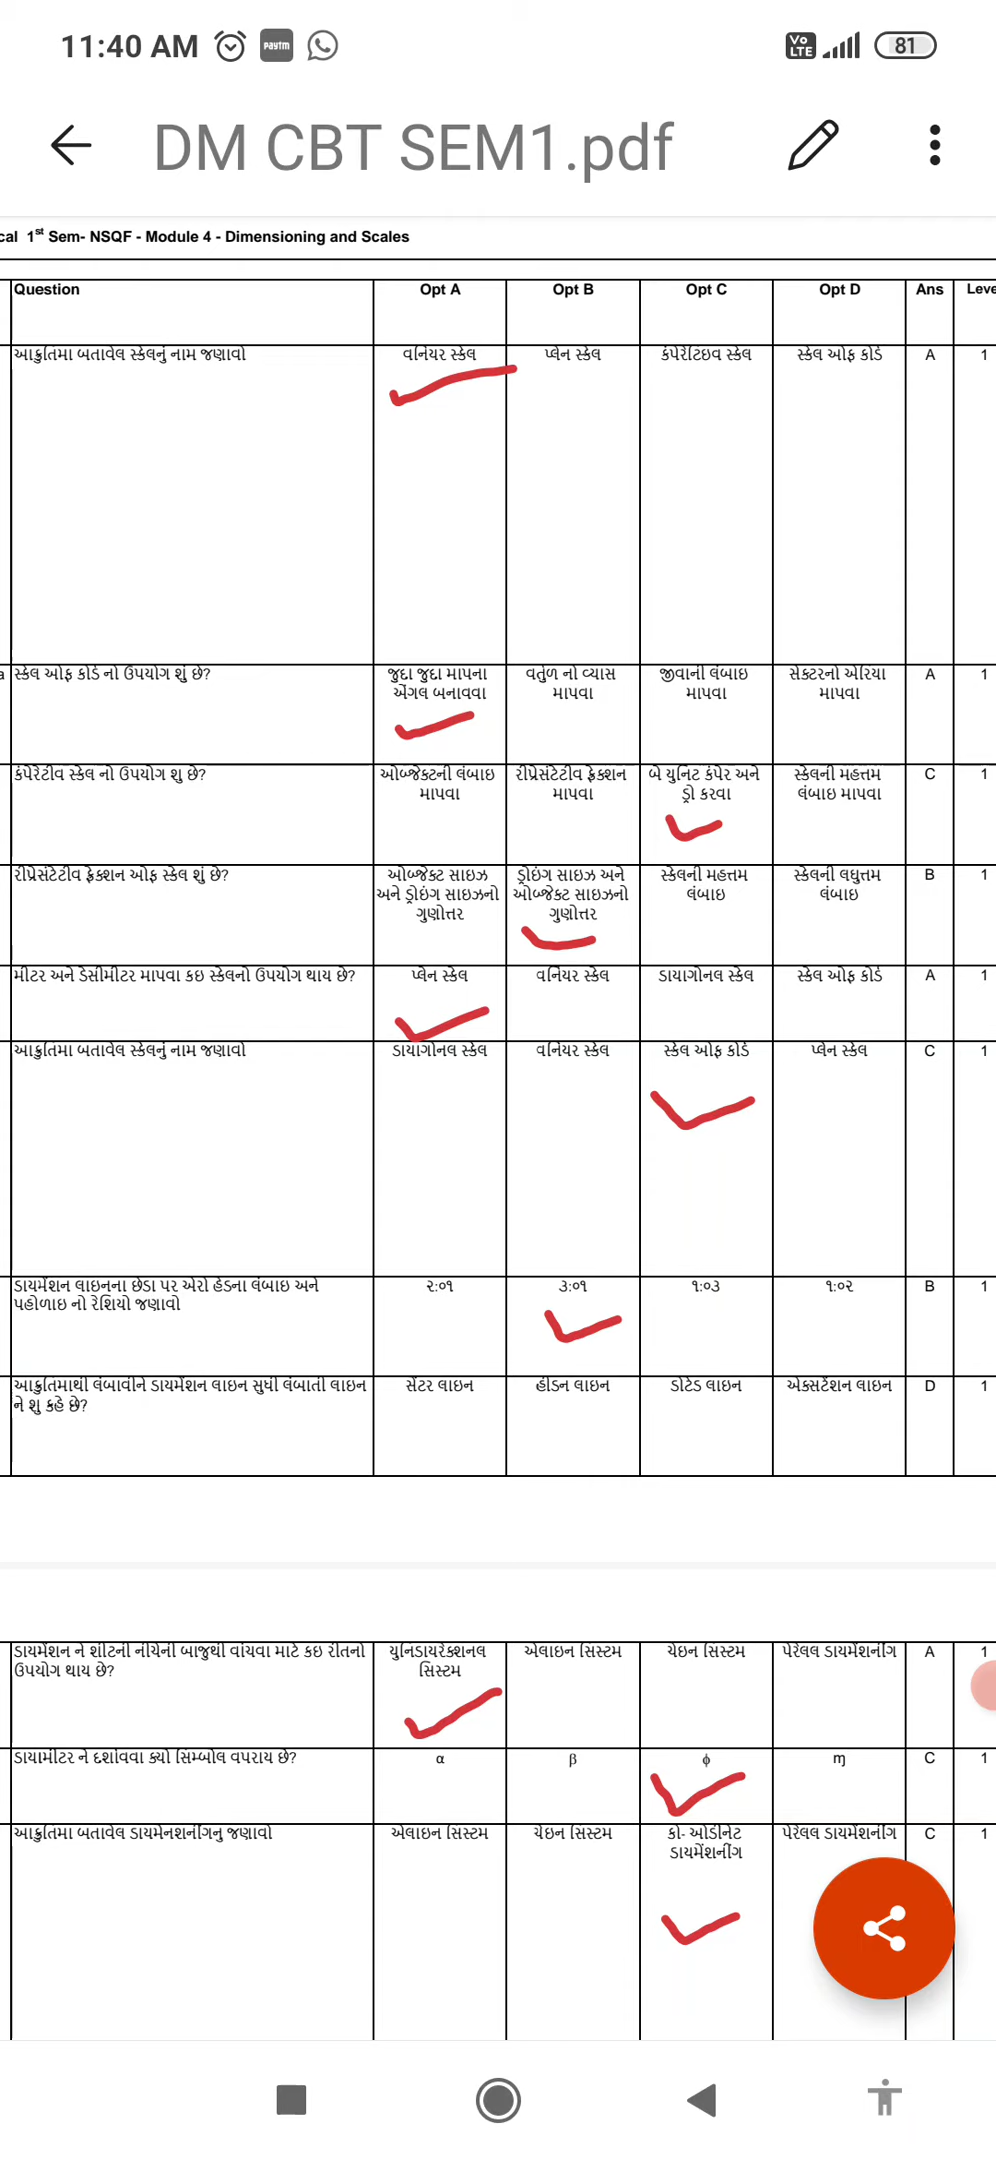 11:40 AM paytm Vo LTE 81
DM CBT SEM1.pdf
cal 1st Sem- NSQF - Module 4 - Dimensioning and Scales
Question Opt A Opt B Opt C Opt D Ans Leve
આકૃતિમા બતાવેલ સ્કેલનું નામ જણાવો વર્નિયર સ્કેલ પ્લેન સ્કેલ કંપેરેટિઇવ સ્કેલ સ્કેલ ઓફ કોર્ડ A 1
a સ્કેલ ઓફ કોર્ડ નો ઉપયોગ શું છે? જુદા જુદા માપના વર્તુળ નો વ્યાસ જીવાની લંબાઇ સેક્ટરનો એરિયા A 1
એંગલ બનાવવા માપવા માપવા માપવા
કંપેરેટીવ સ્કેલ નો ઉપયોગ શુ છે? ઓબ્જેક્ટની લંબાઇ રીપ્રેસંટેટીવ ફ્રેક્શન બે યુનિટ કંપેર અને સ્કેલની મહત્તમ C 1
માપવા માપવા ડ્રો કરવા લંબાઇ માપવા
રીપ્રેસંટેટીવ ફ્રેક્શન ઓફ સ્કેલ શું છે? ઓબ્જેક્ટ સાઇઝ ડ્રોઇંગ સાઇઝ અને સ્કેલની મહત્તમ સ્કેલની લઘુત્તમ B 1
અને ડ્રોઇંગ સાઇઝનો ઓબ્જેક્ટ સાઇઝનો લંબાઇ લંબાઇ
ગુણોત્તર ગુણોત્તર
મીટર અને ડેસીમીટર માપવા કઇ સ્કેલનો ઉપયોગ થાય છે? પ્લેન સ્કેલ વર્નિયર સ્કેલ ડાયાગોનલ સ્કેલ સ્કેલ ઓફ કોર્ડ A 1
આકૃતિમા બતાવેલ સ્કેલનું નામ જણાવો ડાયાગોનલ સ્કેલ વર્નિયર સ્કેલ સ્કેલ ઓફ કોર્ડ પ્લેન સ્કેલ C 1
ડાયમેંશન લાઇનના છેડા પર એરો હેડના લંબાઇ અને ૨:૦૧ ૩:૦૧ ૧:૦૩ ૧:૦૨ B 1
પહોળાઇ નો રેશિયો જણાવો
આકૃતિમાથી લંબાવીને ડાયમેંશન લાઇન સુધી લંબાતી લાઇન સેંટર લાઇન હીડન લાઇન ડોટેડ લાઇન એક્સટેંશન લાઇન D 1
ને શુ કહે છે?
ડાયમેંશન ને શીટની નીચેની બાજુથી વાંચવા માટે કઇ રીતનો યુનિડાયરેક્શનલ એલાઇન સિસ્ટમ ચેઇન સિસ્ટમ પેરેલલ ડાયમેંશનીંગ A 1
ઉપયોગ થાય છે? સિસ્ટમ
ડાયામીટર ને દર્શાવવા ક્યો સિમ્બોલ વપરાય છે? α β ϕ ɱ C 1
આકૃતિમા બતાવેલ ડાયમેનશનીંગનુ જણાવો એલાઇન સિસ્ટમ ચેઇન સિસ્ટમ કો- ઓર્ડીનેટ પેરેલલ ડાયમેંશનીંગ C 1
ડાયમેંશનીંગ